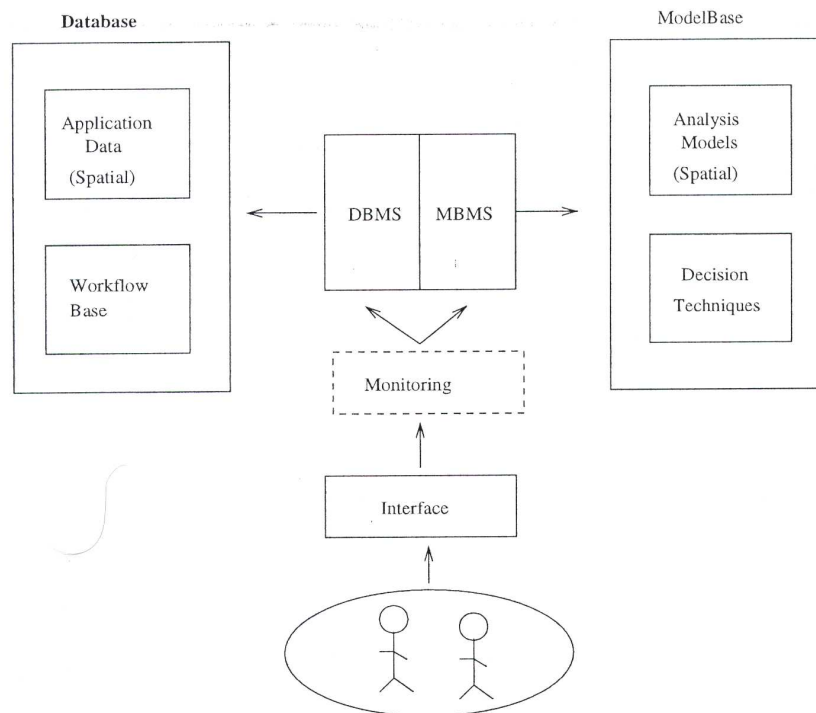 Database
ModelBase
Application
Data
(Spatial)
Workflow
Base
DBMS
MBMS
Analysis
Models
(Spatial)
Decision
Techniques
Monitoring
Interface